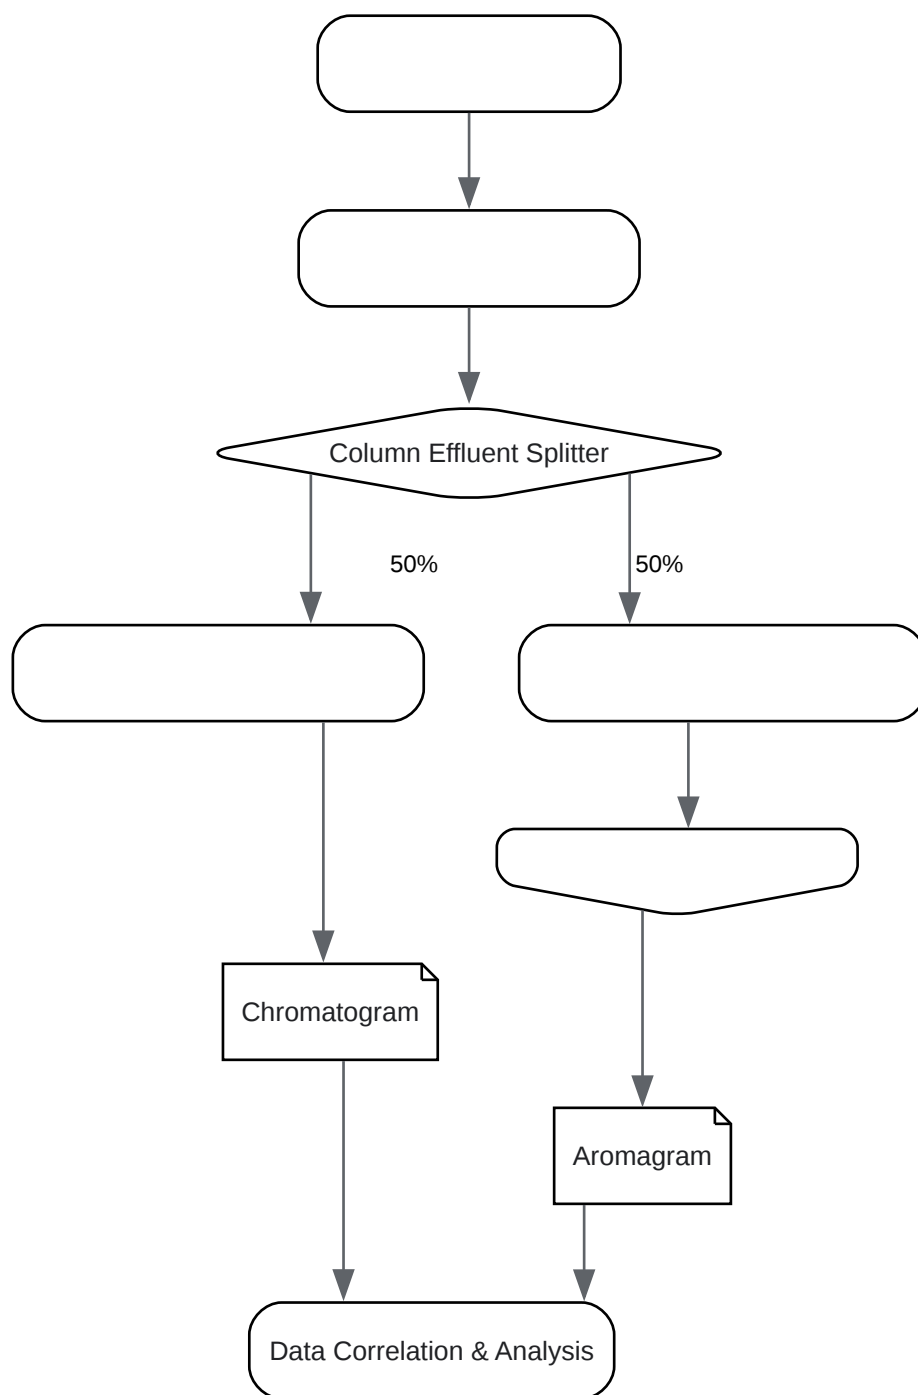 Column Effluent Splitter
50%
50%
Chromatogram
Aromagram
Data Correlation & Analysis